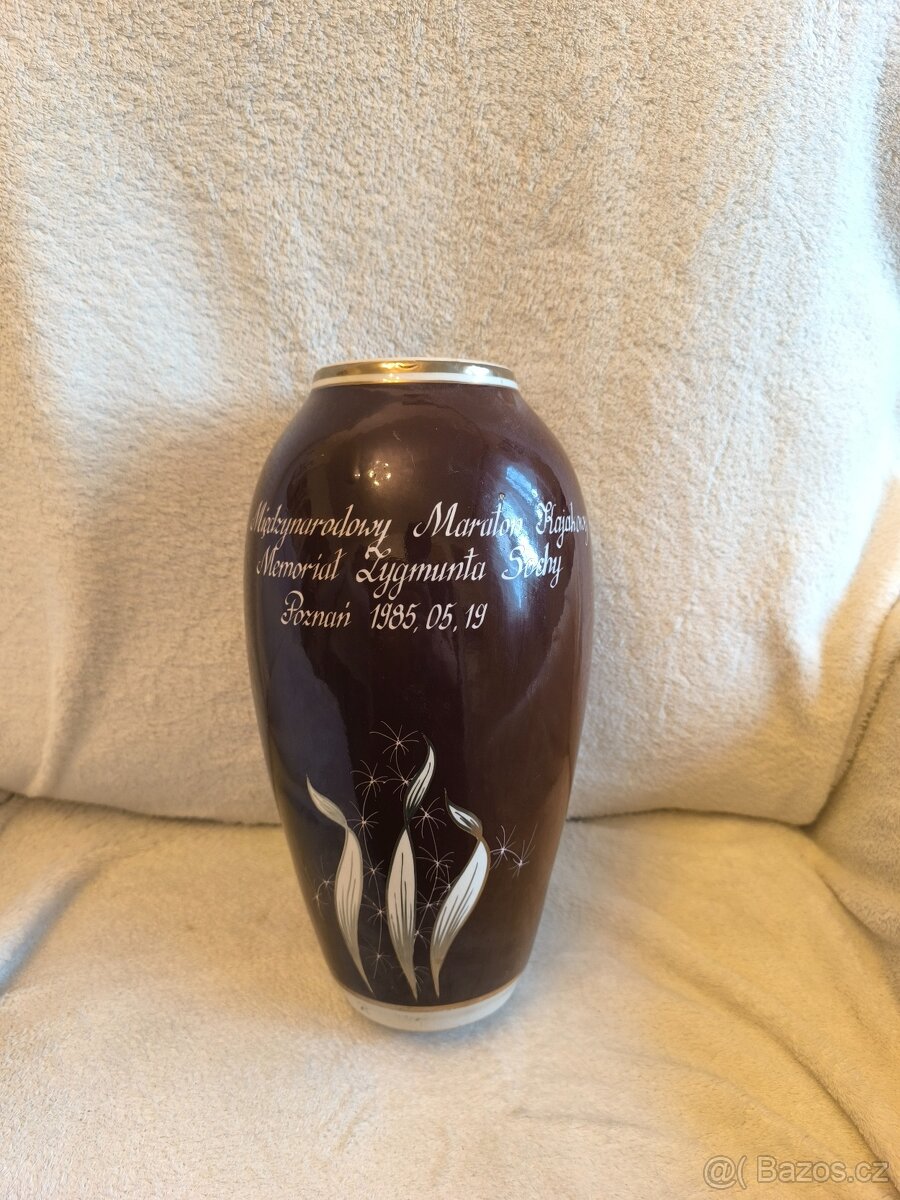 Międzynarodowy Maraton Kajakowy
Memoriał Zygmunta Sochy
Poznań 1985, 05, 19
@( Bazos.cz